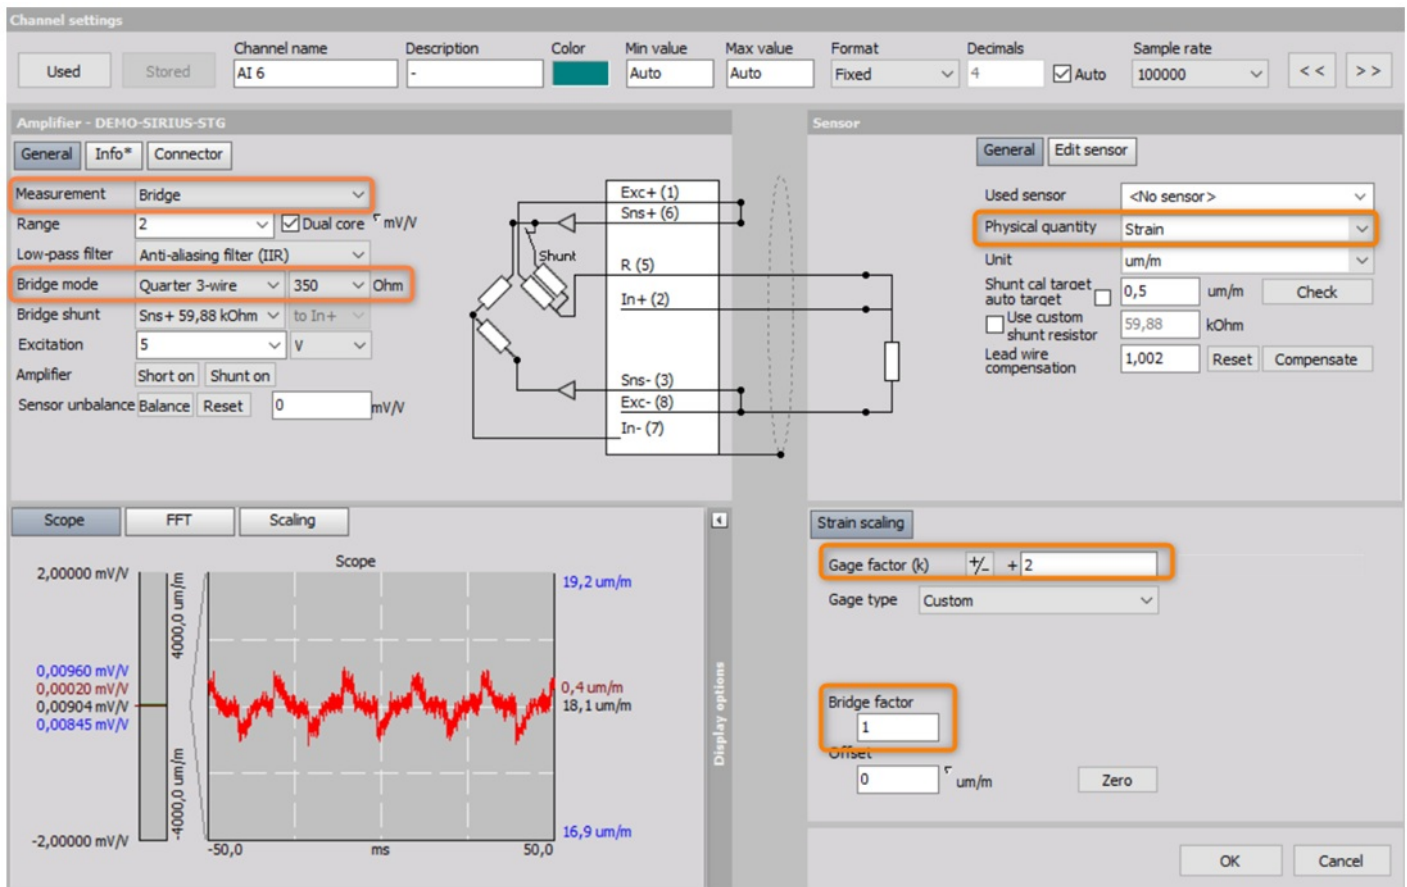 Channel settings
Channel name Description Color Min value Max value Format Decimals Sample rate
Used Stored AI 6 - Auto Auto Fixed 4 Auto 100000 << >>
Amplifier - DEMO-SIRIUS-STG
General Info* Connector
Measurement Bridge
Range 2 Dual core mV/V
Low-pass filter Anti-aliasing filter (IIR)
Bridge mode Quarter 3-wire 350 Ohm
Bridge shunt Sns+ 59,88 kOhm to In+
Excitation 5 V
Amplifier Short on Shunt on
Sensor unbalance Balance Reset 0 mV/V
Exc+ (1)
Sns+ (6)
Shunt
R (5)
In+ (2)
Sns- (3)
Exc- (8)
In- (7)
Sensor
General Edit sensor
Used sensor <No sensor>
Physical quantity Strain
Unit um/m
Shunt cal target
auto target 0,5 um/m Check
Use custom
shunt resistor 59,88 kOhm
Lead wire
compensation 1,002 Reset Compensate
Scope FFT Scaling
Scope
2,00000 mV/V
0,00960 mV/V
0,00020 mV/V
0,00904 mV/V
0,00845 mV/V
-2,00000 mV/V
4000,0 um/m
-4000,0 um/m
19,2 um/m
0,4 um/m
18,1 um/m
16,9 um/m
-50,0 ms 50,0
Display options
Strain scaling
Gage factor (k) +/- + 2
Gage type Custom
Bridge factor
1
Offset
0 um/m Zero
OK Cancel